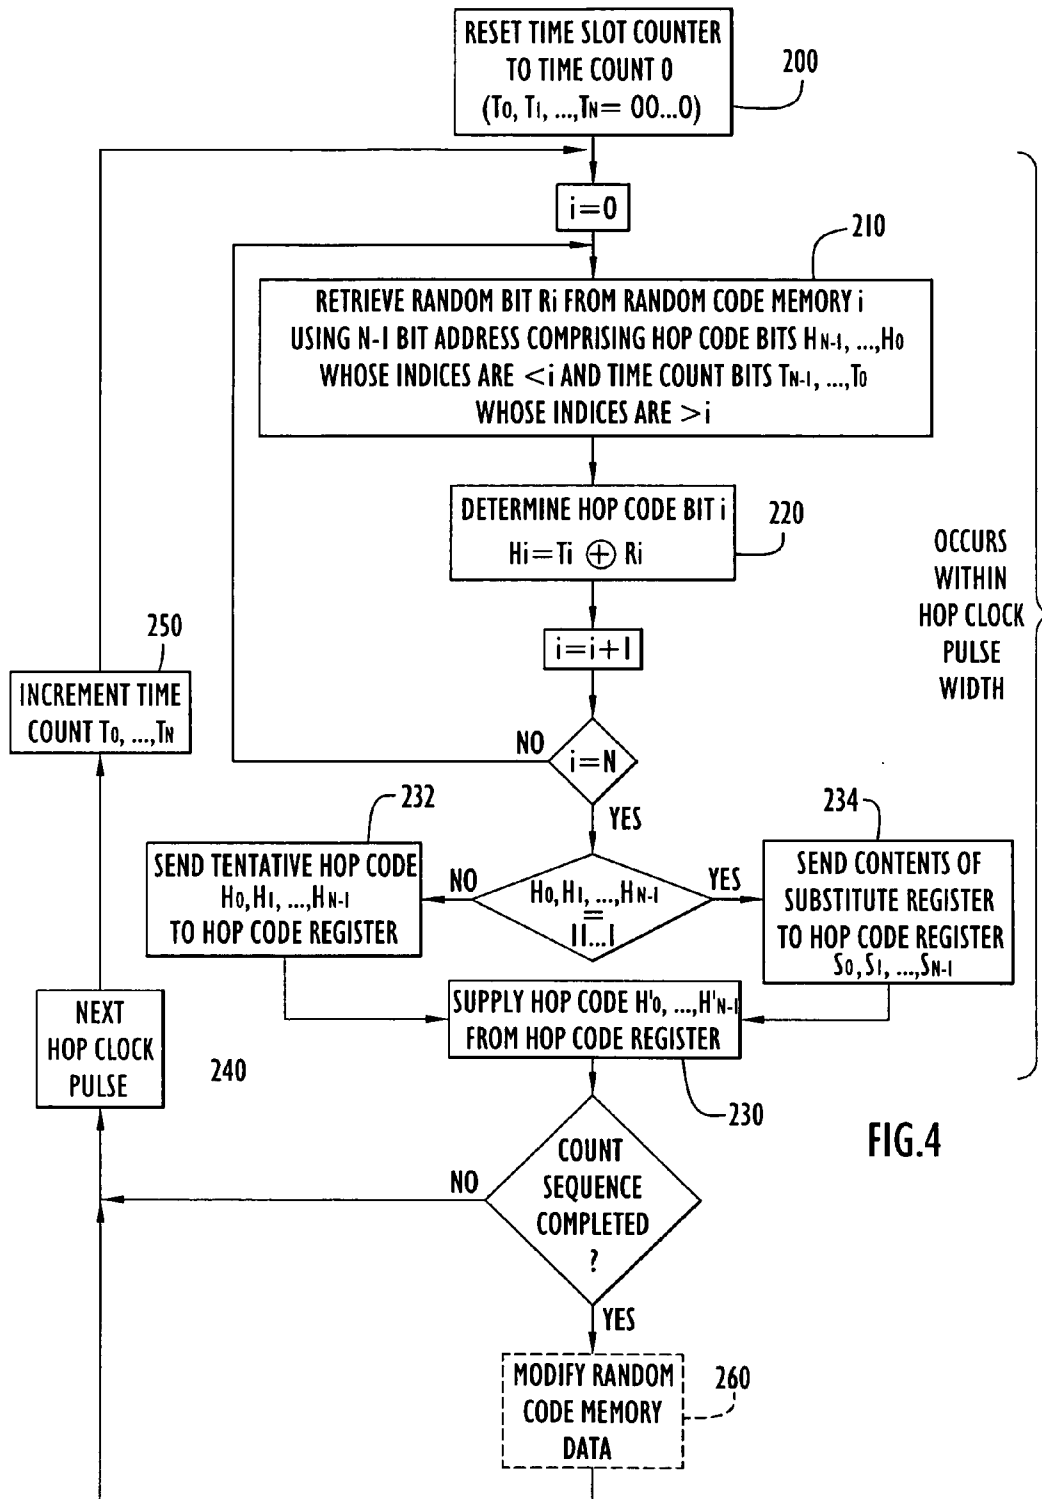 RESET TIME SLOT COUNTER
TO TIME COUNT 0
(T0, T1, ...,TN= 00...0)
200
i=0
210
RETRIEVE RANDOM BIT Ri FROM RANDOM CODE MEMORY i
USING N-1 BIT ADDRESS COMPRISING HOP CODE BITS HN-1, ...,H0
WHOSE INDICES ARE <i AND TIME COUNT BITS TN-1, ...,T0
WHOSE INDICES ARE >i
DETERMINE HOP CODE BIT i
Hi=Ti ⊕ Ri
220
OCCURS
WITHIN
HOP CLOCK
PULSE
WIDTH
i=i+1
250
INCREMENT TIME
COUNT T0, ...,TN
NO
i=N
YES
232
234
SEND TENTATIVE HOP CODE
H0,H1, ...,HN-1
TO HOP CODE REGISTER
NO
H0,H1, ...,HN-1
=
11...1
YES
SEND CONTENTS OF
SUBSTITUTE REGISTER
TO HOP CODE REGISTER
S0,S1, ...,SN-1
SUPPLY HOP CODE H'0, ...,H'N-1
FROM HOP CODE REGISTER
NEXT
HOP CLOCK
PULSE
240
230
FIG.4
NO
COUNT
SEQUENCE
COMPLETED
?
YES
MODIFY RANDOM
CODE MEMORY
DATA
260